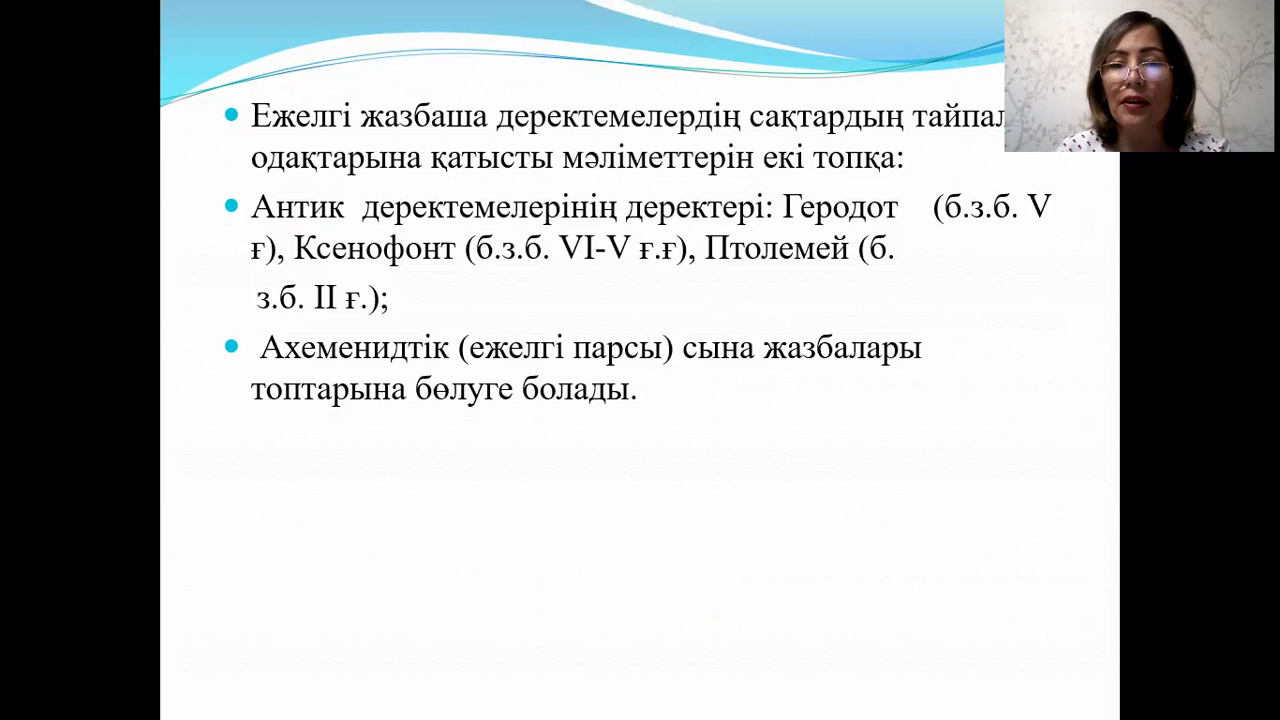 Ежелгі жазбаша деректемелердің сақтардың
одақтарына қатысты мәліметтерін екі топқа:
Антик деректемелерінің деректері: Геродот (б.з.б. V
ғ), Ксенофонт (б.з.б. VI-V ғ.ғ), Птолемей (б.
з.б. II ғ.);
Ахеменидтік (ежелгі парсы) сына жазбалары
топтарына бөлуге болады.